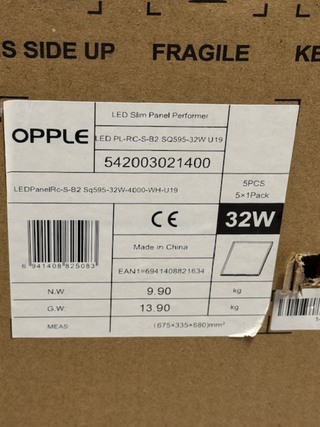 S SIDE UP FRAGILE KE
OPPLE
LED Slim Panel Performer
LED PL-RC-S-B2 SQ595-32W U19
542003021400
LEDPanelRc-S-B2 Sq595-32W-4000-WH-U19
5PCS
5×1Pack
CE
32W
Made in China
6 941408 825083
EAN1=6941408821634
N.W 9.90 kg
G.W: 13.90 kg
MEAS: (675×335×680)mm³